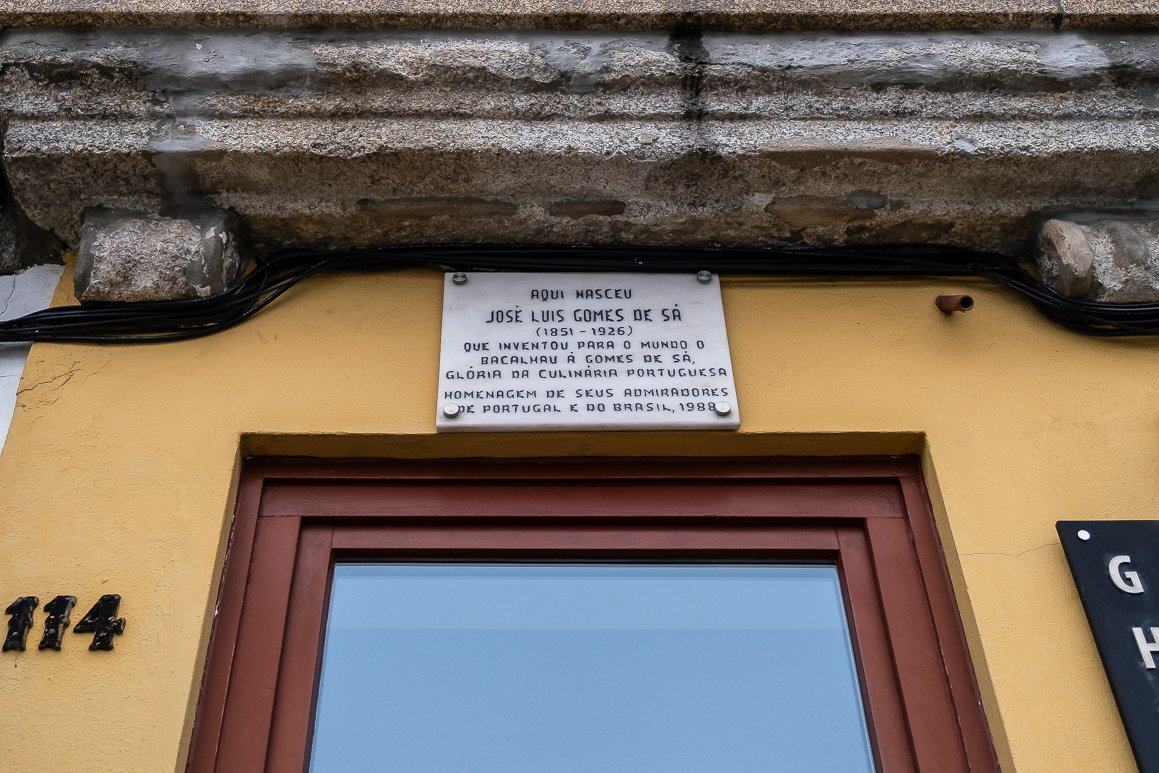 AQUI NASCEU
JOSÉ LUIS GOMES DE SÁ
(1851 - 1926)
QUE INVENTOU PARA O MUNDO O
BACALHAU Á GOMES DE SÁ,
GLÓRIA DA CULINÁRIA PORTUGUESA
HOMENAGEM DE SEUS ADMIRADORES
DE PORTUGAL E DO BRASIL, 1988
114
G
H